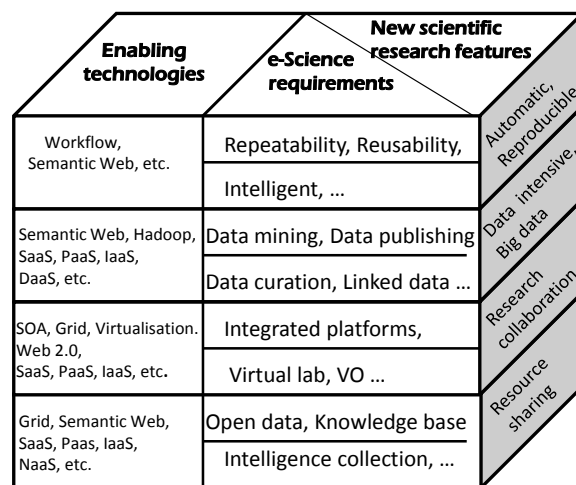 Enabling
technologies
e-Science
requirements
New scientific
research features
Workflow,
Semantic Web, etc.
Repeatability, Reusability,
Intelligent, ...
Automatic,
Reproducible
Semantic Web, Hadoop,
SaaS, PaaS, IaaS,
DaaS, etc.
Data mining, Data publishing
Data curation, Linked data ...
Data intensive,
Big data
SOA, Grid, Virtualisation.
Web 2.0,
SaaS, PaaS, IaaS, etc.
Integrated platforms,
Virtual lab, VO ...
Research
collaboration
Grid, Semantic Web,
SaaS, Paas, IaaS,
NaaS, etc.
Open data, Knowledge base
Intelligence collection, ...
Resource
sharing